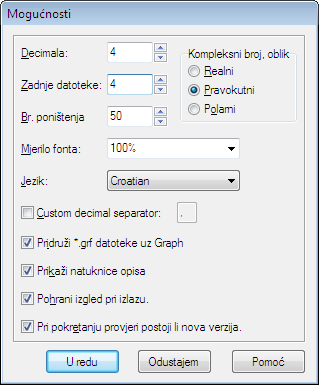 Mogućnosti
Decimala: 4
Zadnje datoteke: 4
Br. poništenja 50
Kompleksni broj, oblik
Realni
Pravokutni
Polarni
Mjerilo fonta: 100%
Jezik: Croatian
Custom decimal separator: .
Pridruži *.grf datoteke uz Graph
Prikaži natuknice opisa
Pohrani izgled pri izlazu.
Pri pokretanju provjeri postoji li nova verzija.
U redu Odustajem Pomoć